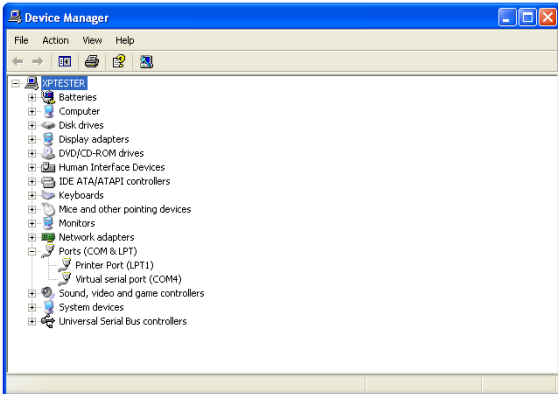 Device Manager
File Action View Help
XPTESTER
Batteries
Computer
Disk drives
Display adapters
DVD/CD-ROM drives
Human Interface Devices
IDE ATA/ATAPI controllers
Keyboards
Mice and other pointing devices
Monitors
Network adapters
Ports (COM & LPT)
Printer Port (LPT1)
Virtual serial port (COM4)
Sound, video and game controllers
System devices
Universal Serial Bus controllers